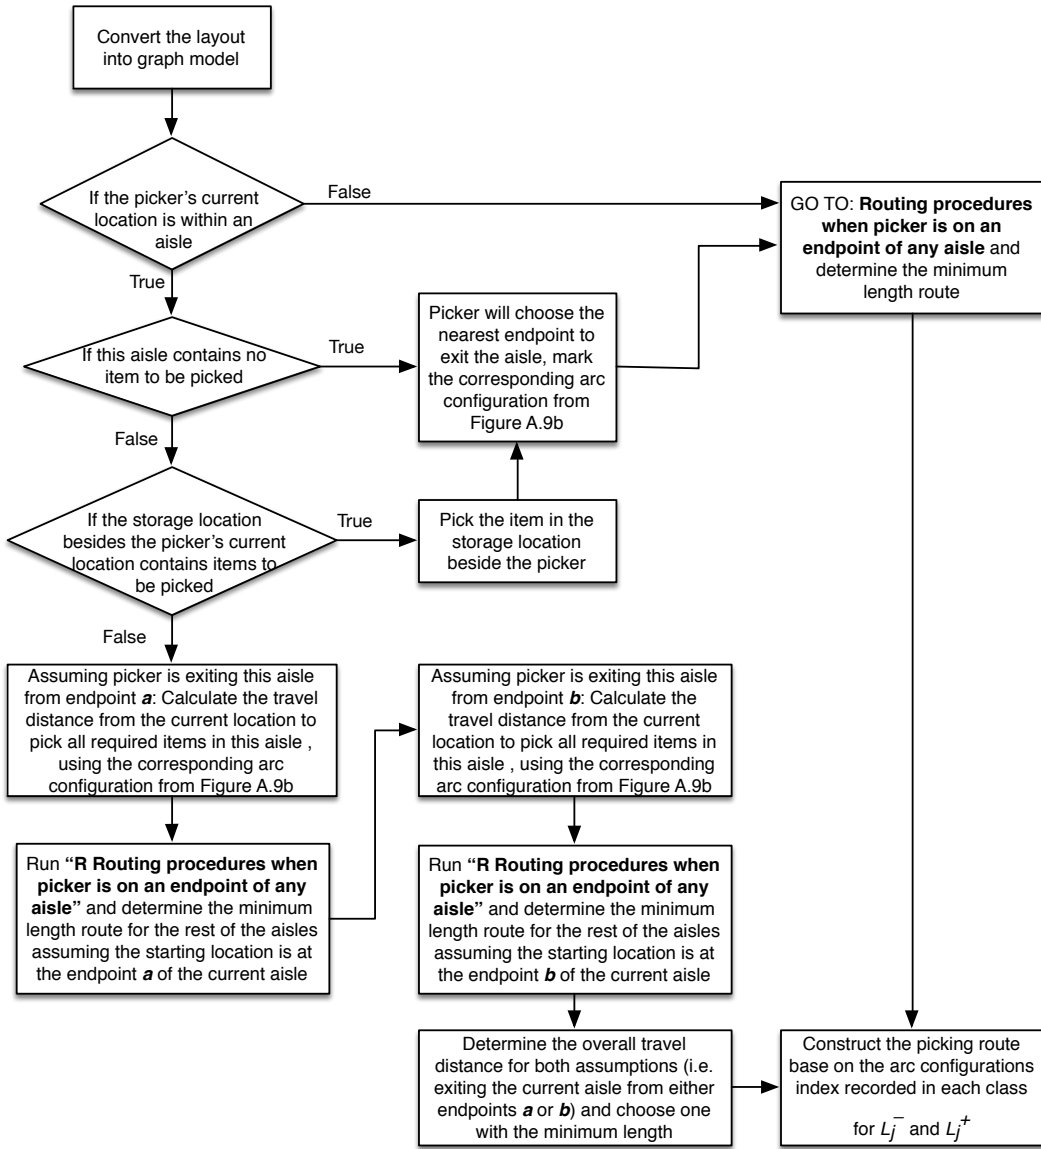 Convert the layout
into graph model
If the picker's current
location is within an
aisle
False
True
GO TO: Routing procedures
when picker is on an
endpoint of any aisle and
determine the minimum
length route
If this aisle contains no
item to be picked
True
False
Picker will choose the
nearest endpoint to
exit the aisle, mark
the corresponding arc
configuration from
Figure A.9b
If the storage location
besides the picker's current
location contains items to
be picked
True
False
Pick the item in the
storage location
beside the picker
Assuming picker is exiting this aisle
from endpoint a: Calculate the travel
distance from the current location to
pick all required items in this aisle ,
using the corresponding arc
configuration from Figure A.9b
Assuming picker is exiting this aisle
from endpoint b: Calculate the
travel distance from the current
location to pick all required items in
this aisle , using the corresponding
arc configuration from Figure A.9b
Run “R Routing procedures when
picker is on an endpoint of any
aisle” and determine the minimum
length route for the rest of the aisles
assuming the starting location is at
the endpoint a of the current aisle
Run “R Routing procedures when
picker is on an endpoint of any
aisle” and determine the minimum
length route for the rest of the aisles
assuming the starting location is at
the endpoint b of the current aisle
Determine the overall travel
distance for both assumptions (i.e.
exiting the current aisle from either
endpoints a or b) and choose one
with the minimum length
Construct the picking route
base on the arc configurations
index recorded in each class
for L_j^- and L_j^+